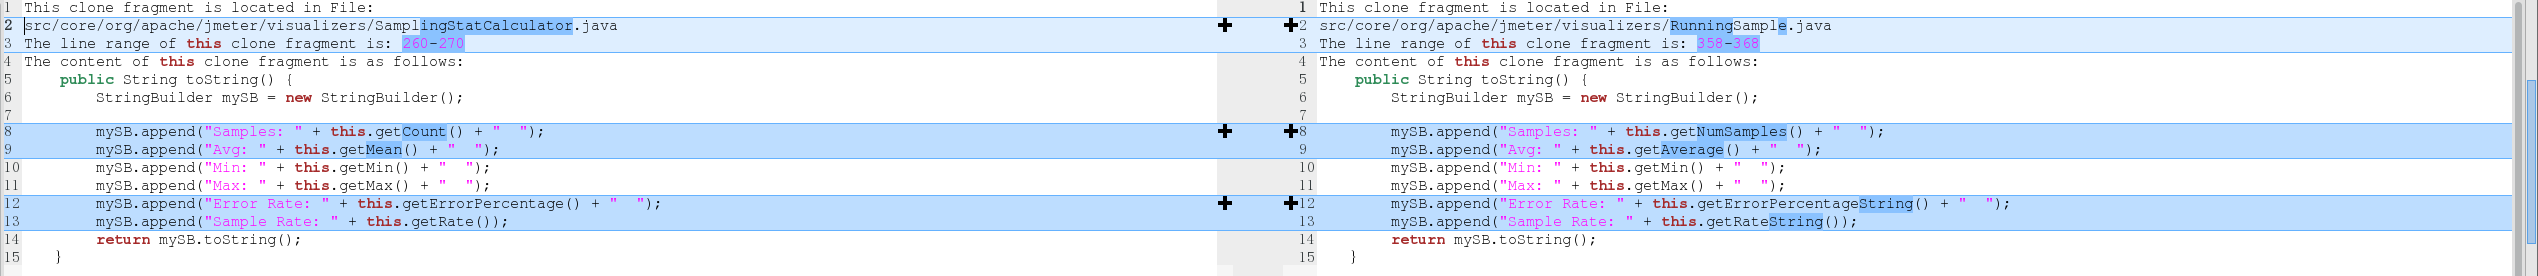 1 This clone fragment is located in File:
2 src/core/org/apache/jmeter/visualizers/SamplingStatCalculator.java
3 The line range of this clone fragment is: 260-270
4 The content of this clone fragment is as follows:
5     public String toString() {
6         StringBuilder mySB = new StringBuilder();
7
8         mySB.append("Samples: " + this.getCount() + "  ");
9         mySB.append("Avg: " + this.getMean() + "  ");
10         mySB.append("Min: " + this.getMin() + "  ");
11         mySB.append("Max: " + this.getMax() + "  ");
12         mySB.append("Error Rate: " + this.getErrorPercentage() + "  ");
13         mySB.append("Sample Rate: " + this.getRate());
14         return mySB.toString();
15     }
1 This clone fragment is located in File:
2 src/core/org/apache/jmeter/visualizers/RunningSample.java
3 The line range of this clone fragment is: 358-368
4 The content of this clone fragment is as follows:
5     public String toString() {
6         StringBuilder mySB = new StringBuilder();
7
8         mySB.append("Samples: " + this.getNumSamples() + "  ");
9         mySB.append("Avg: " + this.getAverage() + "  ");
10         mySB.append("Min: " + this.getMin() + "  ");
11         mySB.append("Max: " + this.getMax() + "  ");
12         mySB.append("Error Rate: " + this.getErrorPercentageString() + "  ");
13         mySB.append("Sample Rate: " + this.getRateString());
14         return mySB.toString();
15     }